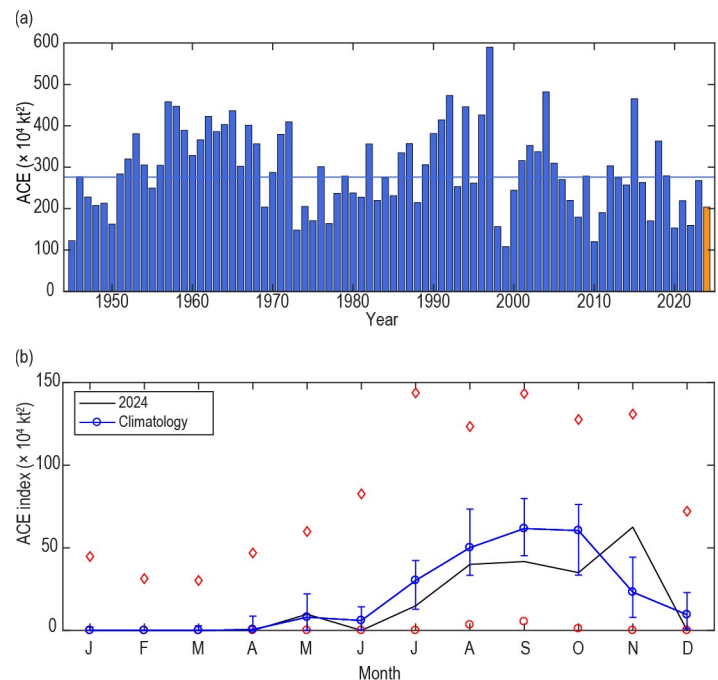 (a)
600
500
400
300
200
100
0
ACE (× 10⁴ kt²)
1950 1960 1970 1980 1990 2000 2010 2020
Year
(b)
150
100
50
0
ACE index (× 10⁴ kt²)
2024
Climatology
J F M A M J J A S O N D
Month